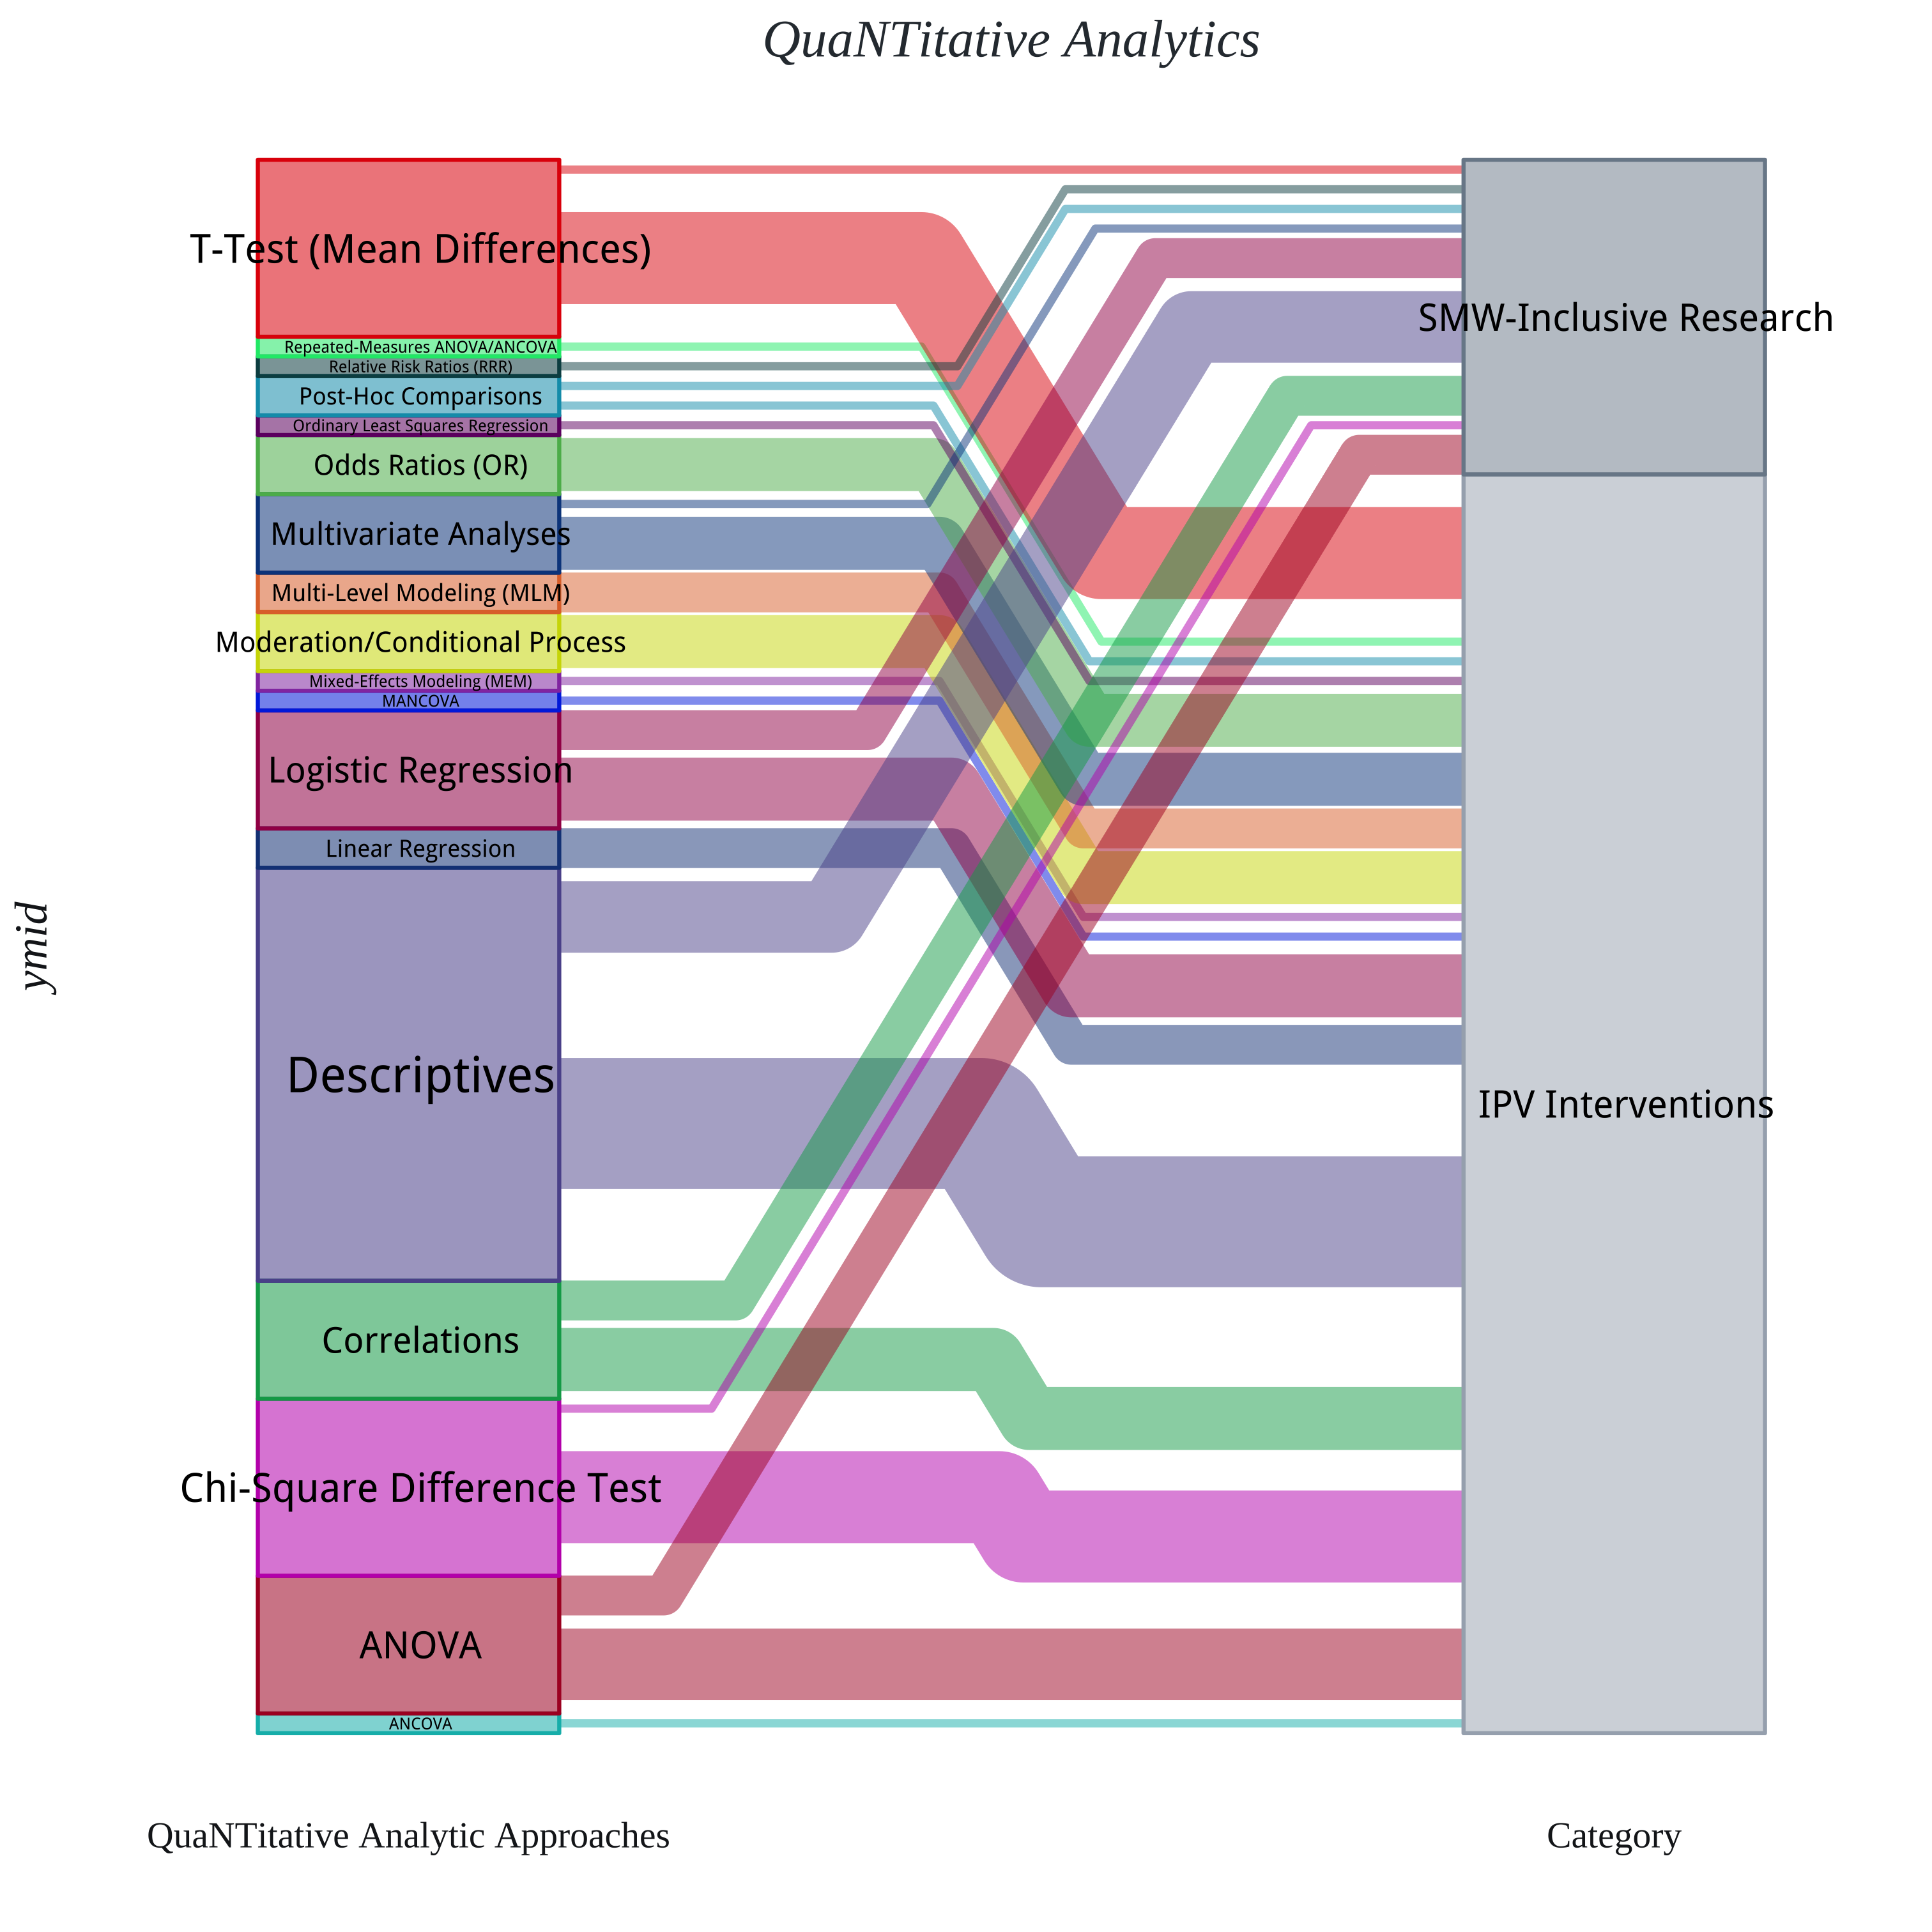 QuaNTitative Analytics
T-Test (Mean Differences)
Repeated-Measures ANOVA/ANCOVA
Relative Risk Ratios (RRR)
Post-Hoc Comparisons
Ordinary Least Squares Regression
Odds Ratios (OR)
Multivariate Analyses
Multi-Level Modeling (MLM)
Moderation/Conditional Process
Mixed-Effects Modeling (MEM)
MANCOVA
Logistic Regression
Linear Regression
Descriptives
Correlations
Chi-Square Difference Test
ANOVA
ANCOVA
SMW-Inclusive Research
IPV Interventions
ymid
QuaNTitative Analytic Approaches
Category